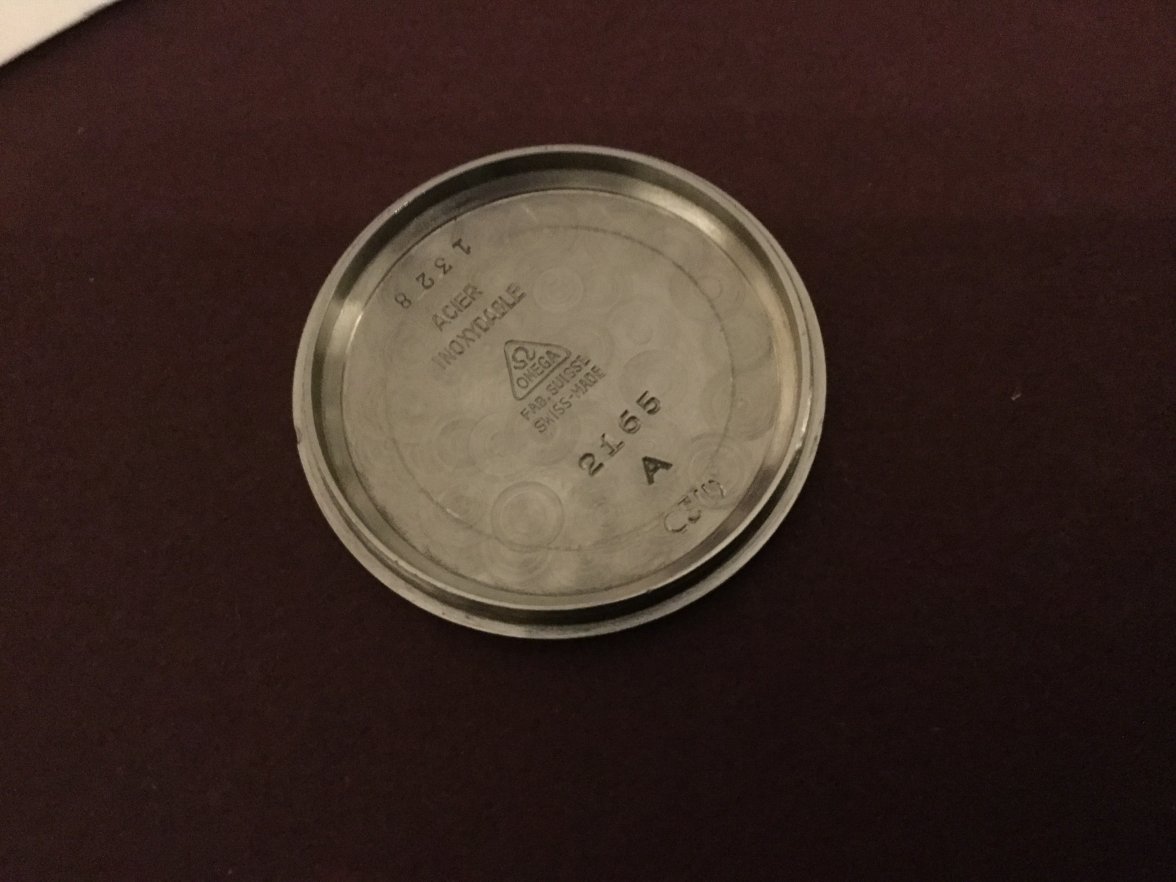 1328
ACIER
INOXYDABLE
Ω
OMEGA
FAB. SUISSE
SWISS-MADE
2165
A